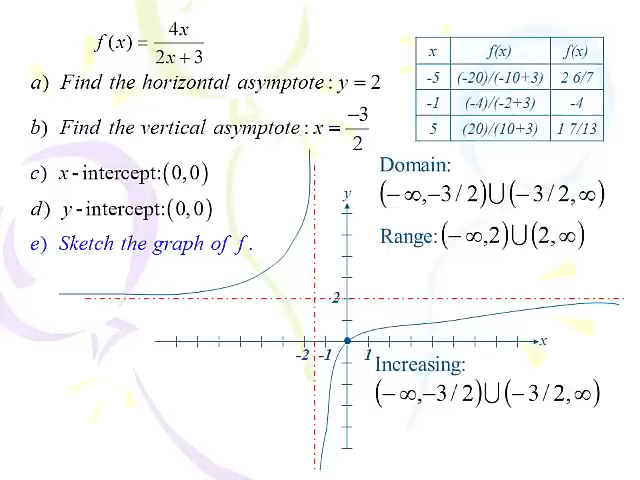 f(x) = 4x / 2x + 3
a) Find the horizontal asymptote: y = 2
b) Find the vertical asymptote: x = −3 / 2
c) x - intercept: (0,0)
d) y - intercept: (0,0)
e) Sketch the graph of f.
x f(x) f(x)
-5 (-20)/(-10+3) 2 6/7
-1 (-4)/(-2+3) -4
5 (20)/(10+3) 1 7/13
Domain:
(−∞,−3/2)⋃(−3/2,∞)
Range: (−∞,2)⋃(2,∞)
y
2
x
-2 -1 1
Increasing:
(−∞,−3/2)⋃(−3/2,∞)